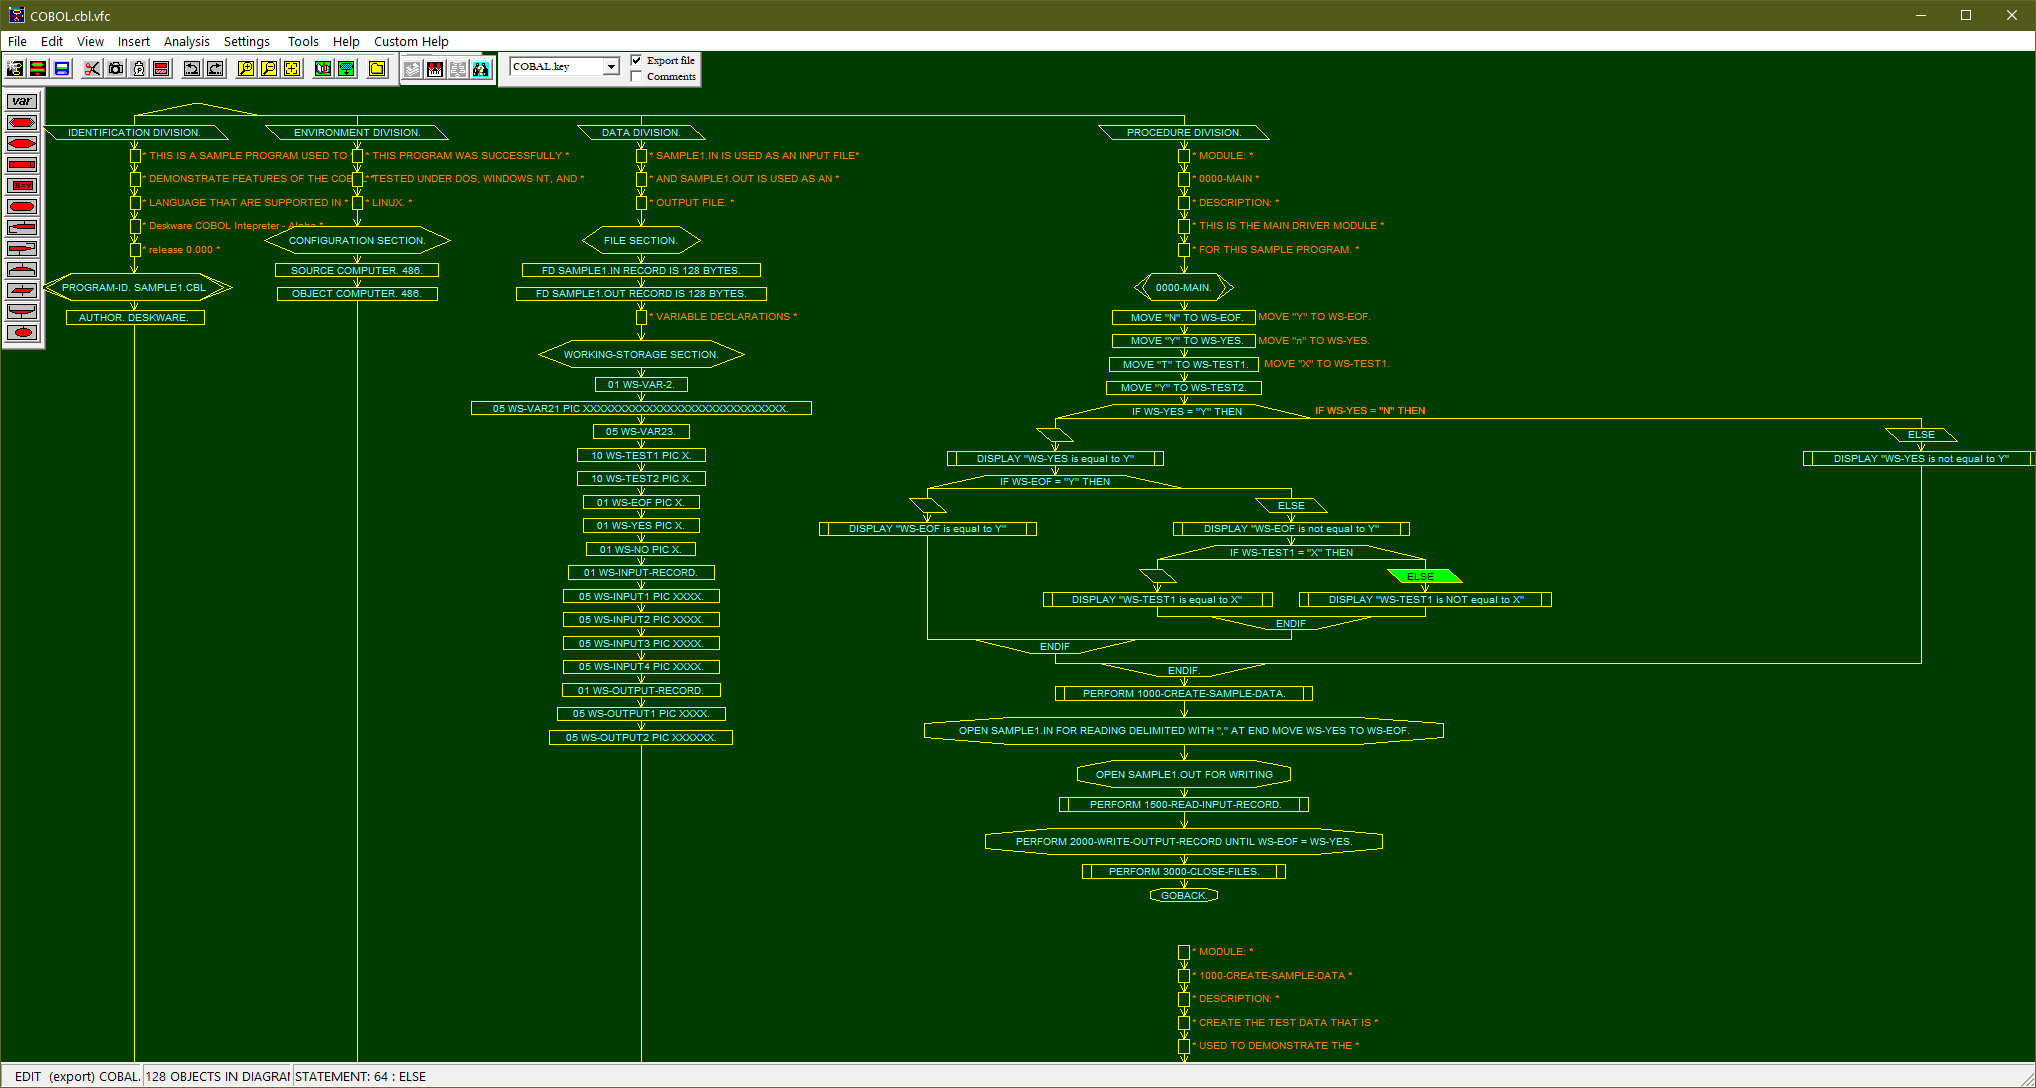 COBOL.cbl.vfc
File Edit View Insert Analysis Settings Tools Help Custom Help
COBAL.key
Export file
Comments
var
IDENTIFICATION DIVISION.
* THIS IS A SAMPLE PROGRAM USED TO
* DEMONSTRATE FEATURES OF THE COB
* LANGUAGE THAT ARE SUPPORTED IN *
* Deskware COBOL Intepreter - Alpha *
* release 0.000 *
PROGRAM-ID. SAMPLE1.CBL
AUTHOR. DESKWARE.
ENVIRONMENT DIVISION.
* THIS PROGRAM WAS SUCCESSFULLY *
* TESTED UNDER DOS, WINDOWS NT, AND *
* LINUX. *
CONFIGURATION SECTION.
SOURCE COMPUTER. 486.
OBJECT COMPUTER. 486.
DATA DIVISION.
* SAMPLE1.IN IS USED AS AN INPUT FILE*
* AND SAMPLE1.OUT IS USED AS AN *
* OUTPUT FILE. *
FILE SECTION.
FD SAMPLE1.IN RECORD IS 128 BYTES.
FD SAMPLE1.OUT RECORD IS 128 BYTES.
* VARIABLE DECLARATIONS *
WORKING-STORAGE SECTION.
01 WS-VAR-2.
05 WS-VAR21 PIC XXXXXXXXXXXXXXXXXXXXXXXXXXXXXX.
05 WS-VAR23.
10 WS-TEST1 PIC X.
10 WS-TEST2 PIC X.
01 WS-EOF PIC X.
01 WS-YES PIC X.
01 WS-NO PIC X.
01 WS-INPUT-RECORD.
05 WS-INPUT1 PIC XXXX.
05 WS-INPUT2 PIC XXXX.
05 WS-INPUT3 PIC XXXX.
05 WS-INPUT4 PIC XXXX.
01 WS-OUTPUT-RECORD.
05 WS-OUTPUT1 PIC XXXX.
05 WS-OUTPUT2 PIC XXXXXX.
PROCEDURE DIVISION.
* MODULE: *
* 0000-MAIN *
* DESCRIPTION: *
* THIS IS THE MAIN DRIVER MODULE *
* FOR THIS SAMPLE PROGRAM. *
0000-MAIN.
MOVE "N" TO WS-EOF. MOVE "Y" TO WS-EOF.
MOVE "Y" TO WS-YES. MOVE "n" TO WS-YES.
MOVE "T" TO WS-TEST1. MOVE "X" TO WS-TEST1.
MOVE "Y" TO WS-TEST2.
IF WS-YES = "Y" THEN IF WS-YES = "N" THEN
ELSE
DISPLAY "WS-YES is equal to Y" DISPLAY "WS-YES is not equal to Y"
IF WS-EOF = "Y" THEN
ELSE
DISPLAY "WS-EOF is equal to Y" DISPLAY "WS-EOF is not equal to Y"
IF WS-TEST1 = "X" THEN
ELSE
DISPLAY "WS-TEST1 is equal to X" DISPLAY "WS-TEST1 is NOT equal to X"
ENDIF
ENDIF
ENDIF.
PERFORM 1000-CREATE-SAMPLE-DATA.
OPEN SAMPLE1.IN FOR READING DELIMITED WITH "," AT END MOVE WS-YES TO WS-EOF.
OPEN SAMPLE1.OUT FOR WRITING
PERFORM 1500-READ-INPUT-RECORD.
PERFORM 2000-WRITE-OUTPUT-RECORD UNTIL WS-EOF = WS-YES.
PERFORM 3000-CLOSE-FILES.
GOBACK.
* MODULE: *
* 1000-CREATE-SAMPLE-DATA *
* DESCRIPTION: *
* CREATE THE TEST DATA THAT IS *
* USED TO DEMONSTRATE THE *
EDIT (export) COBAL. 128 OBJECTS IN DIAGRAM STATEMENT: 64 : ELSE